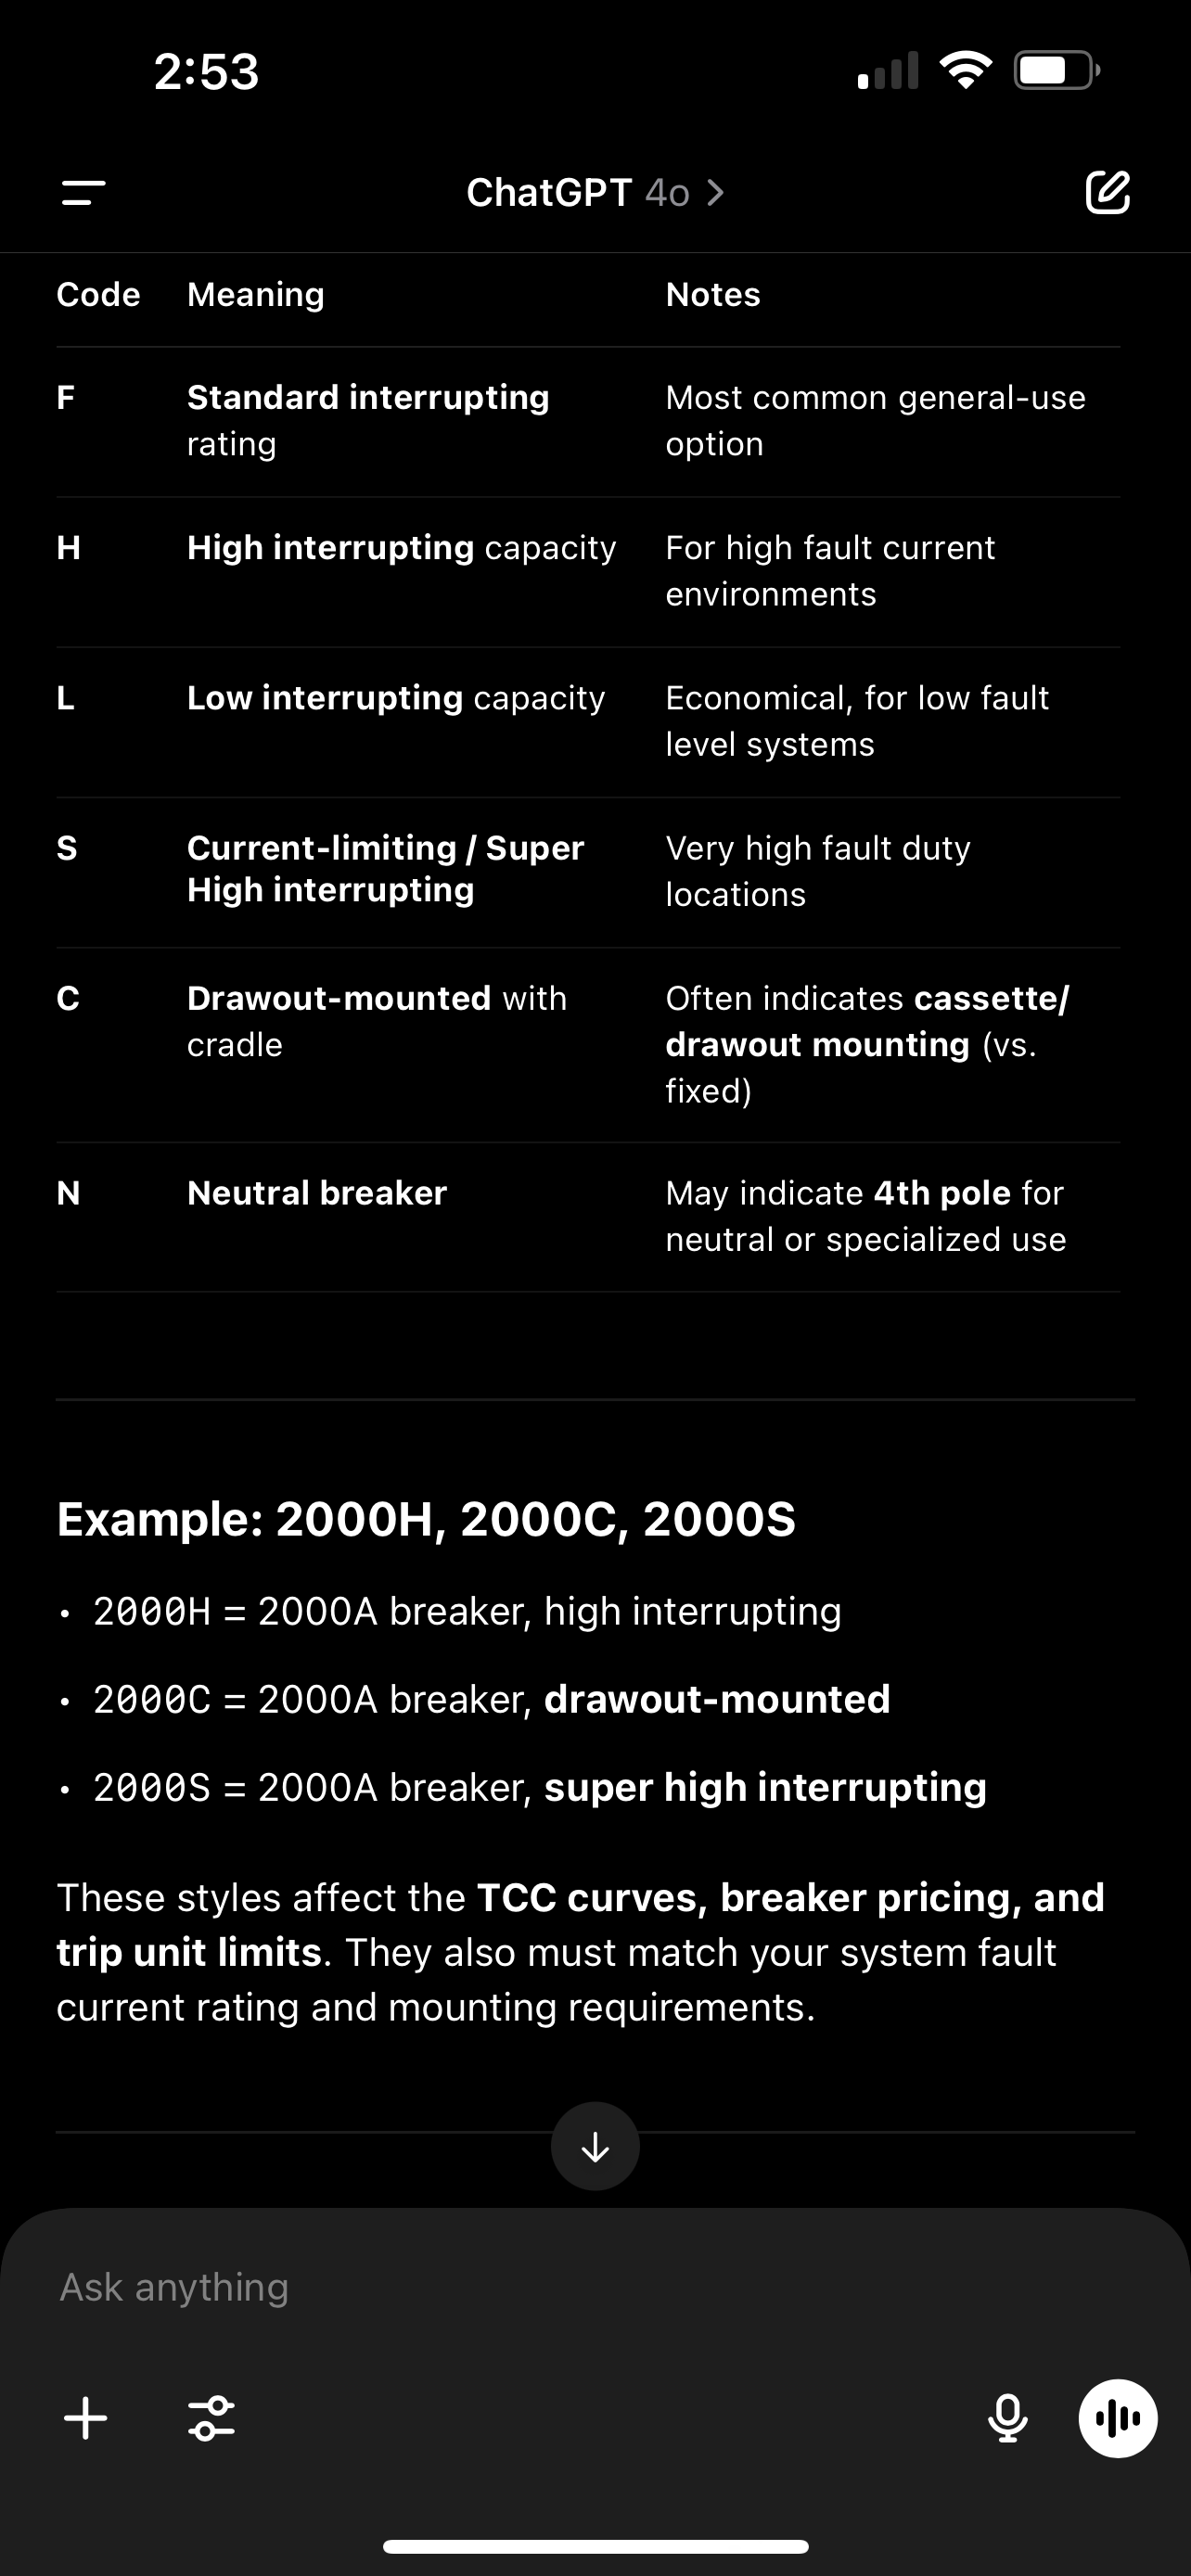 2:53
ChatGPT 4o >
Code Meaning Notes
F Standard interrupting Most common general-use
rating option
H High interrupting capacity For high fault current
environments
L Low interrupting capacity Economical, for low fault
level systems
S Current-limiting / Super Very high fault duty
High interrupting locations
C Drawout-mounted with Often indicates cassette/
cradle drawout mounting (vs.
fixed)
N Neutral breaker May indicate 4th pole for
neutral or specialized use
Example: 2000H, 2000C, 2000S
• 2000H = 2000A breaker, high interrupting
• 2000C = 2000A breaker, drawout-mounted
• 2000S = 2000A breaker, super high interrupting
These styles affect the TCC curves, breaker pricing, and
trip unit limits. They also must match your system fault
current rating and mounting requirements.
Ask anything